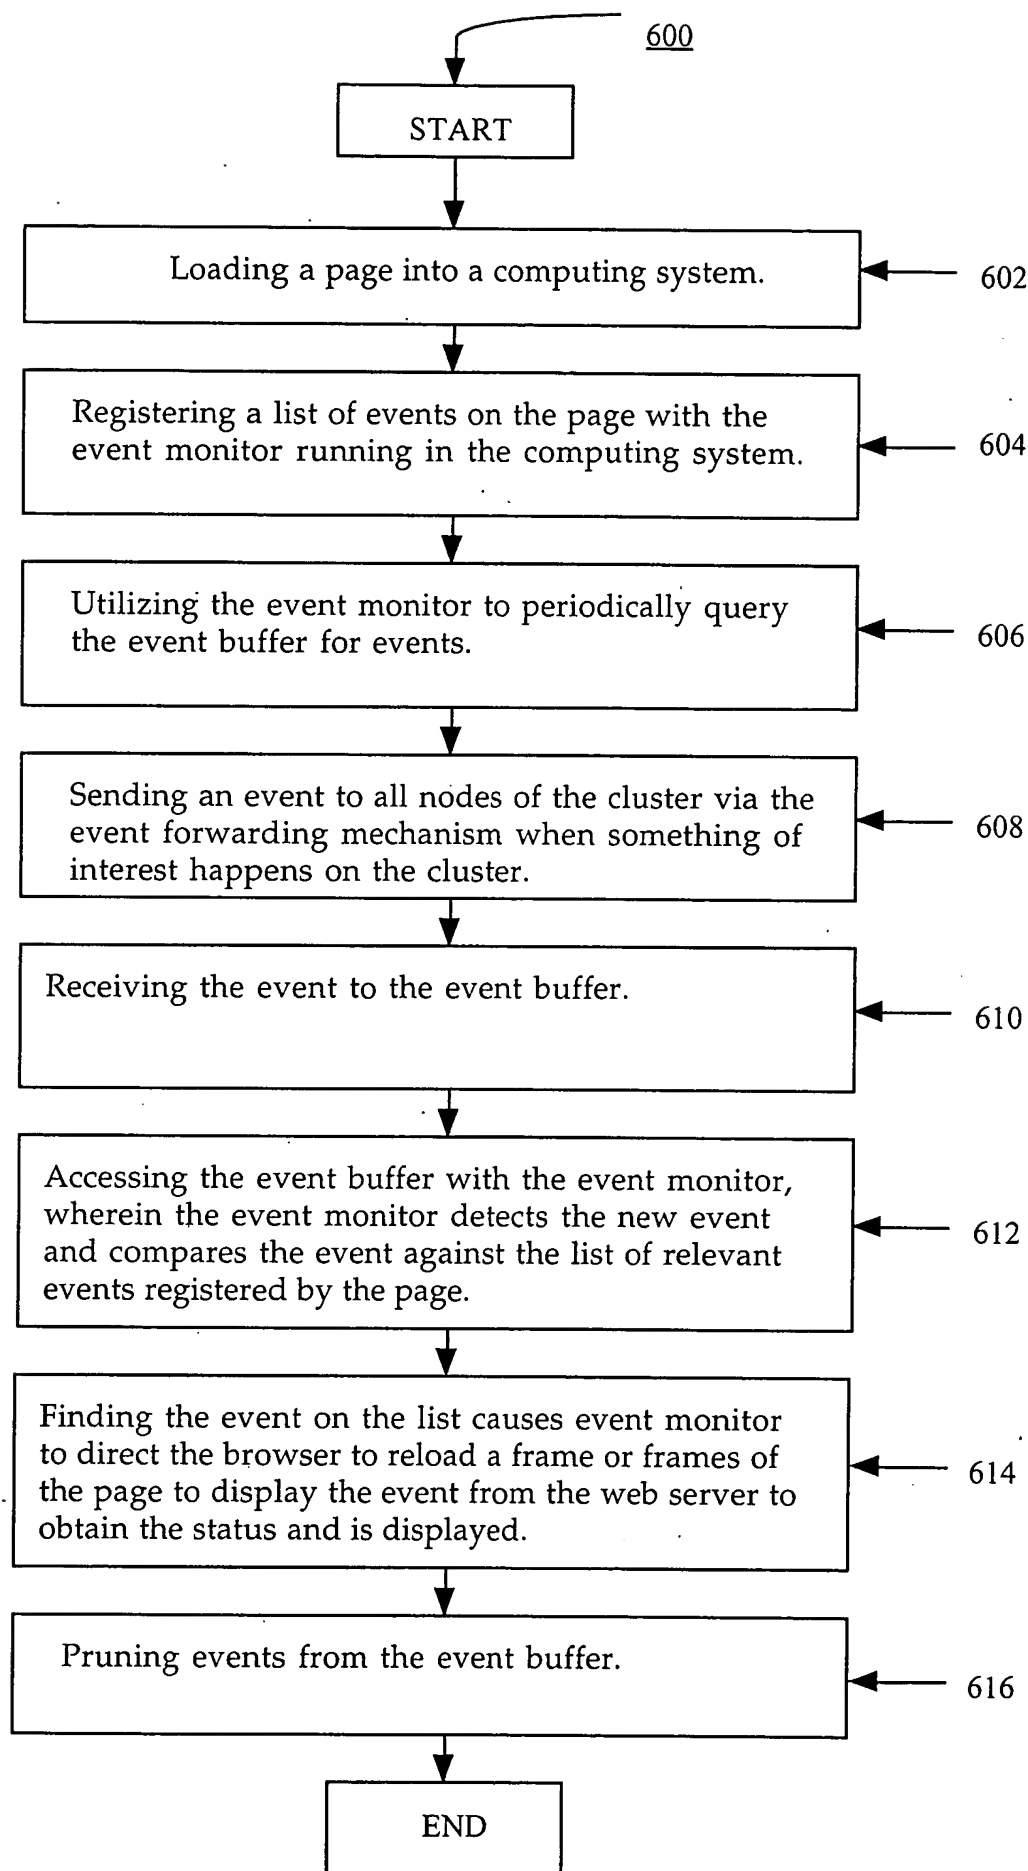 600
START
Loading a page into a computing system.
602
Registering a list of events on the page with the
event monitor running in the computing system.
604
Utilizing the event monitor to periodically query
the event buffer for events.
606
Sending an event to all nodes of the cluster via the
event forwarding mechanism when something of
interest happens on the cluster.
608
Receiving the event to the event buffer.
610
Accessing the event buffer with the event monitor,
wherein the event monitor detects the new event
and compares the event against the list of relevant
events registered by the page.
612
Finding the event on the list causes event monitor
to direct the browser to reload a frame or frames of
the page to display the event from the web server to
obtain the status and is displayed.
614
Pruning events from the event buffer.
616
END